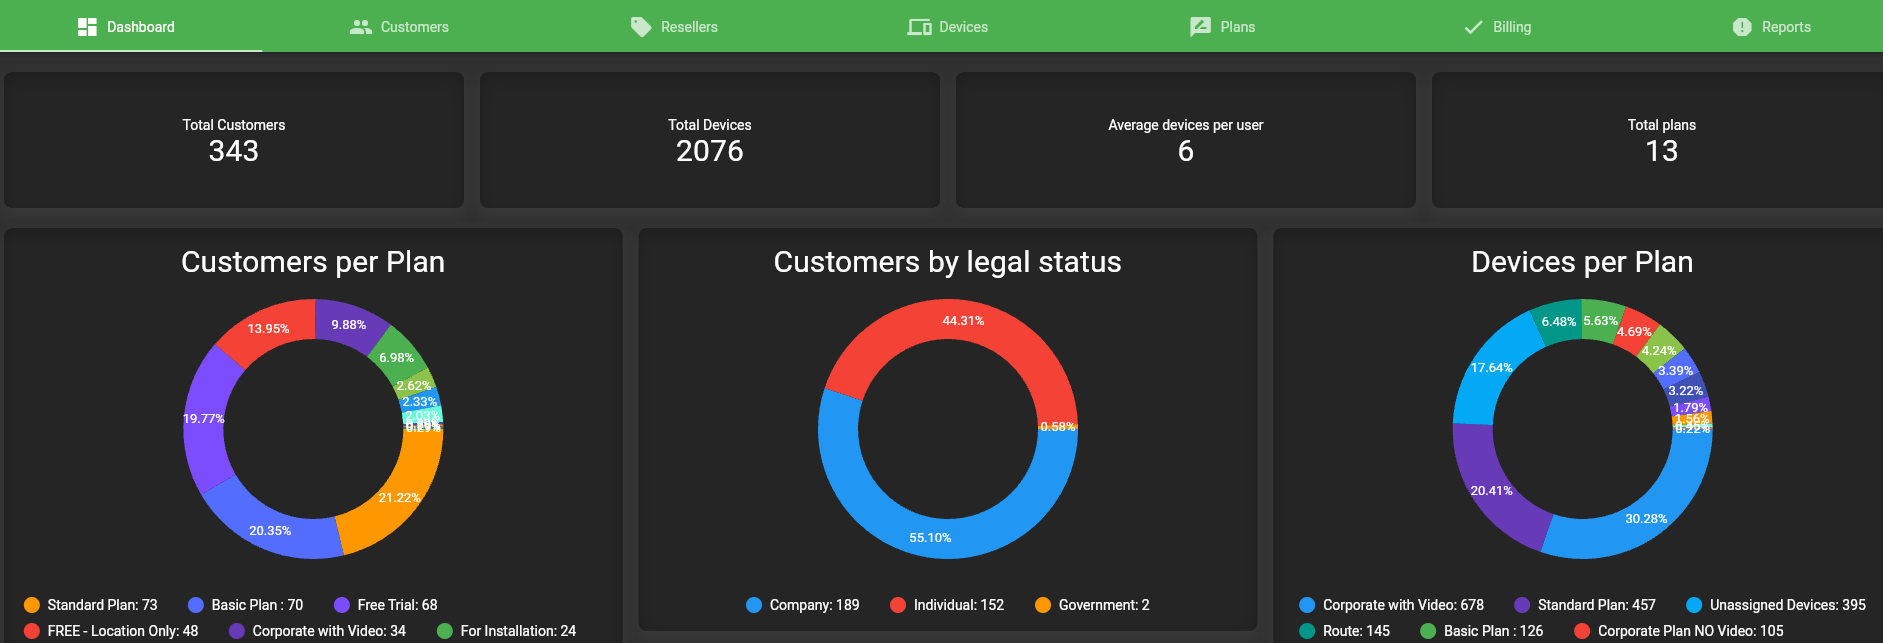 Dashboard Customers Resellers Devices Plans Billing Reports
Total Customers
343
Total Devices
2076
Average devices per user
6
Total plans
13
Customers per Plan
9.88%
13.95%
6.98%
2.62%
2.33%
2.03%
19.77%
21.22%
20.35%
Standard Plan: 73 Basic Plan : 70 Free Trial: 68
FREE - Location Only: 48 Corporate with Video: 34 For Installation: 24
Customers by legal status
44.31%
0.58%
55.10%
Company: 189 Individual: 152 Government: 2
Devices per Plan
6.48%
5.63%
4.69%
4.24%
17.64%
3.39%
3.22%
1.79%
1.56%
0.22%
20.41%
30.28%
Corporate with Video: 678 Standard Plan: 457 Unassigned Devices: 395
Route: 145 Basic Plan : 126 Corporate Plan NO Video: 105